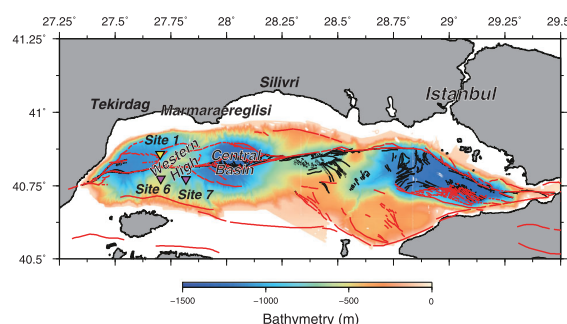 27.25 27.5 27.75 28 28.25 28.5 28.75 29 29.25 29.5
41.25
41
40.75
40.5
Silivri
Istanbul
Tekirdag
Marmaraereglisi
Site 1
Western
High
Central
Basin
Site 6
Site 7
-1500 -1000 -500 0
Bathymetry (m)